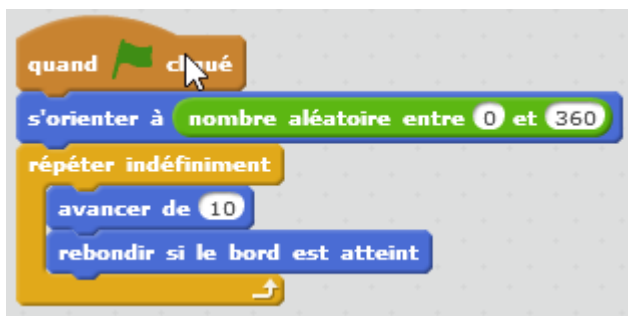 quand cliqué
s'orienter à nombre aléatoire entre 0 et 360
répéter indéfiniment
avancer de 10
rebondir si le bord est atteint